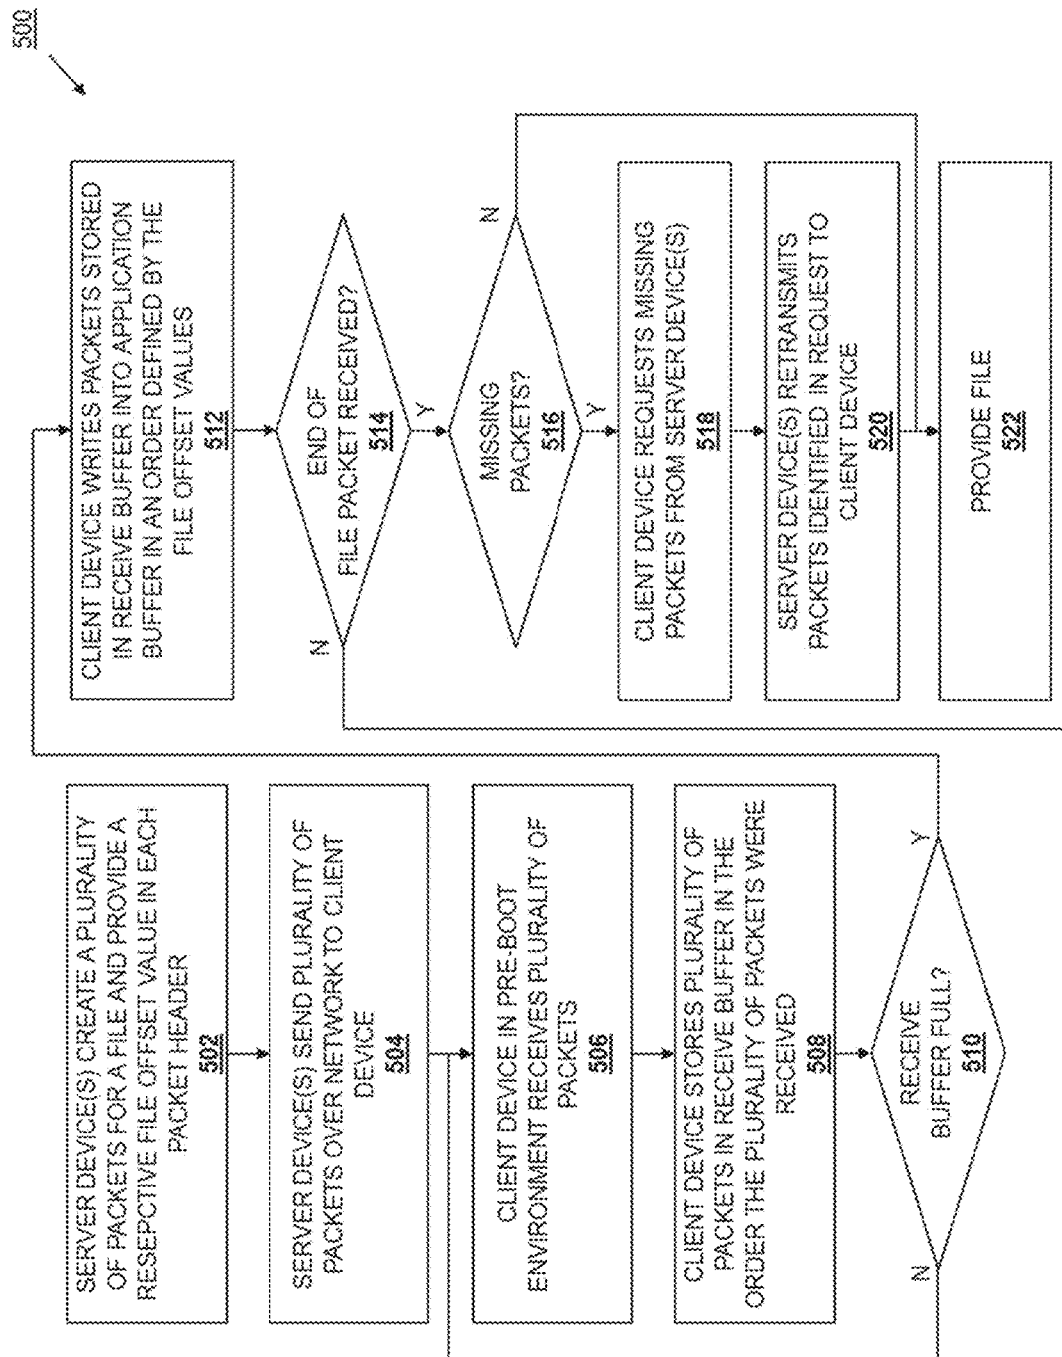 500
SERVER DEVICE(S) CREATE A PLURALITY
OF PACKETS FOR A FILE AND PROVIDE A
RESEPCTIVE FILE OFFSET VALUE IN EACH
PACKET HEADER
502
SERVER DEVICE(S) SEND PLURALITY OF
PACKETS OVER NETWORK TO CLIENT
DEVICE
504
CLIENT DEVICE IN PRE-BOOT
ENVIRONMENT RECEIVES PLURALITY OF
PACKETS
506
CLIENT DEVICE STORES PLURALITY OF
PACKETS IN RECEIVE BUFFER IN THE
ORDER THE PLURALITY OF PACKETS WERE
RECEIVED
508
RECEIVE
BUFFER FULL?
510
N
Y
CLIENT DEVICE WRITES PACKETS STORED
IN RECEIVE BUFFER INTO APPLICATION
BUFFER IN AN ORDER DEFINED BY THE
FILE OFFSET VALUES
512
END OF
FILE PACKET RECEIVED?
514
N
Y
MISSING
PACKETS?
516
N
Y
CLIENT DEVICE REQUESTS MISSING
PACKETS FROM SERVER DEVICE(S)
518
SERVER DEVICE(S) RETRANSMITS
PACKETS IDENTIFIED IN REQUEST TO
CLIENT DEVICE
520
PROVIDE FILE
522